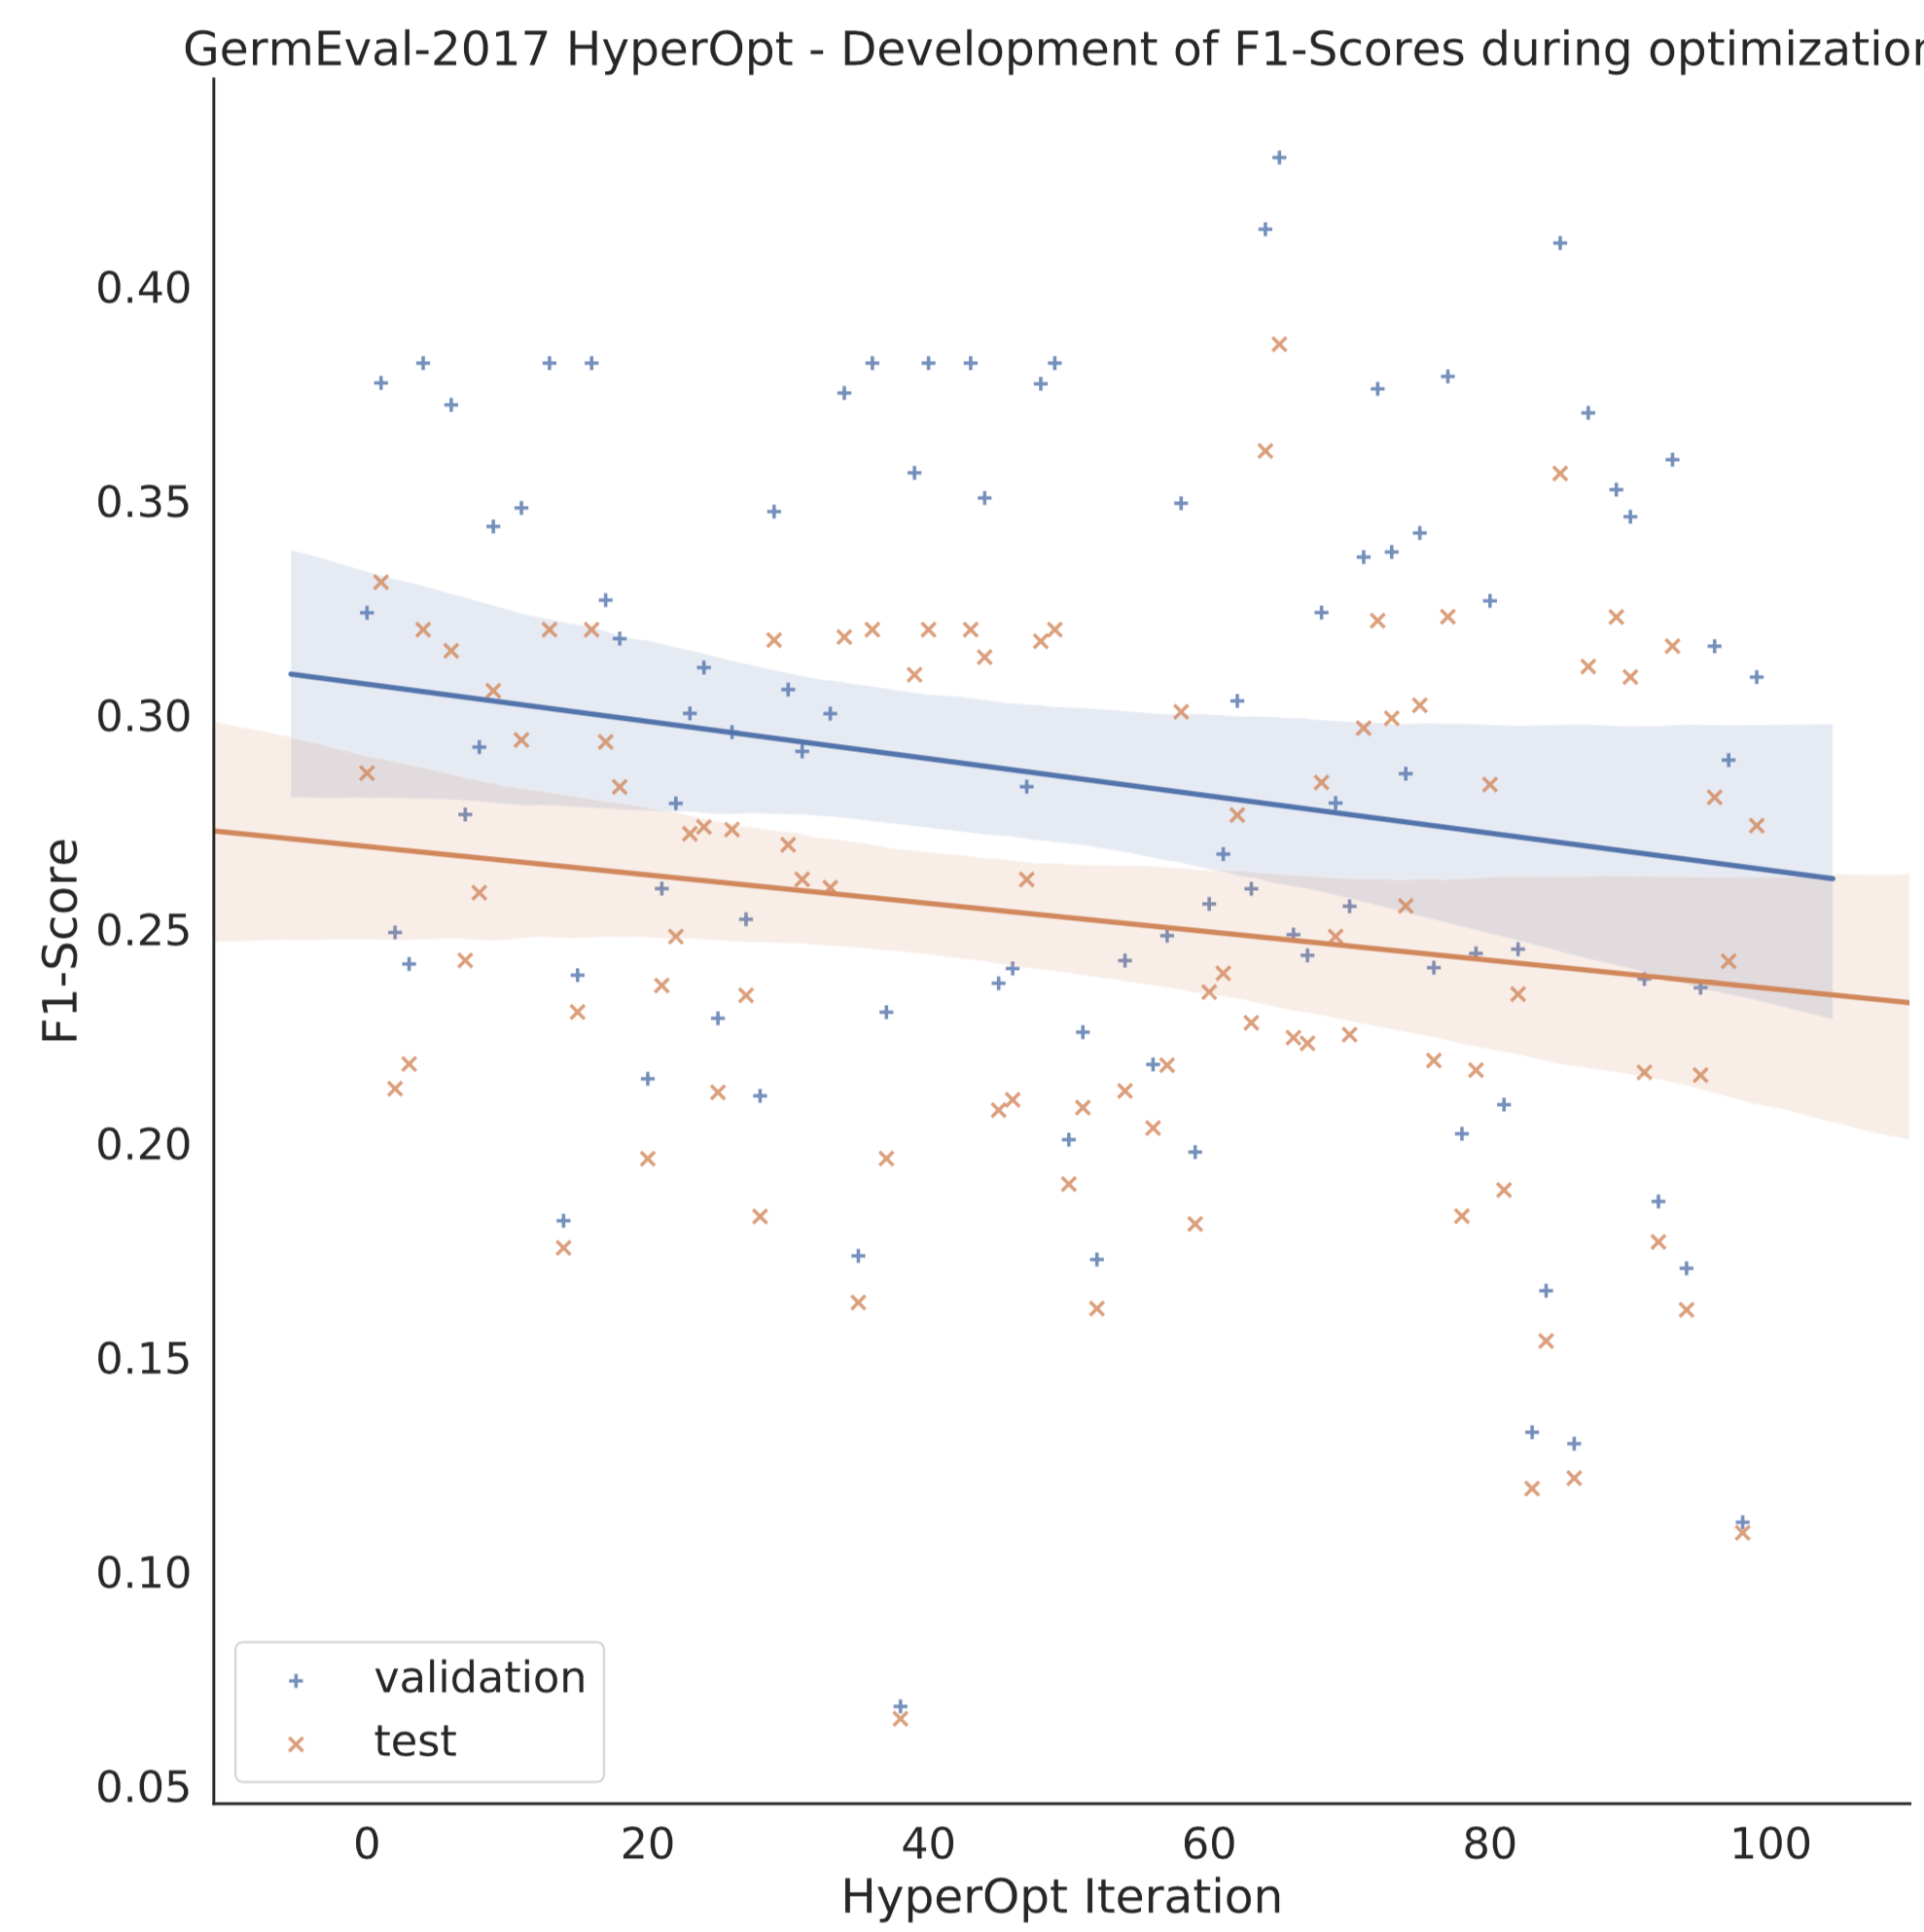 GermEval-2017 HyperOpt - Development of F1-Scores during optimization
0.40
0.35
0.30
0.25
0.20
0.15
0.10
0.05
F1-Score
validation
test
0 20 40 60 80 100
HyperOpt Iteration